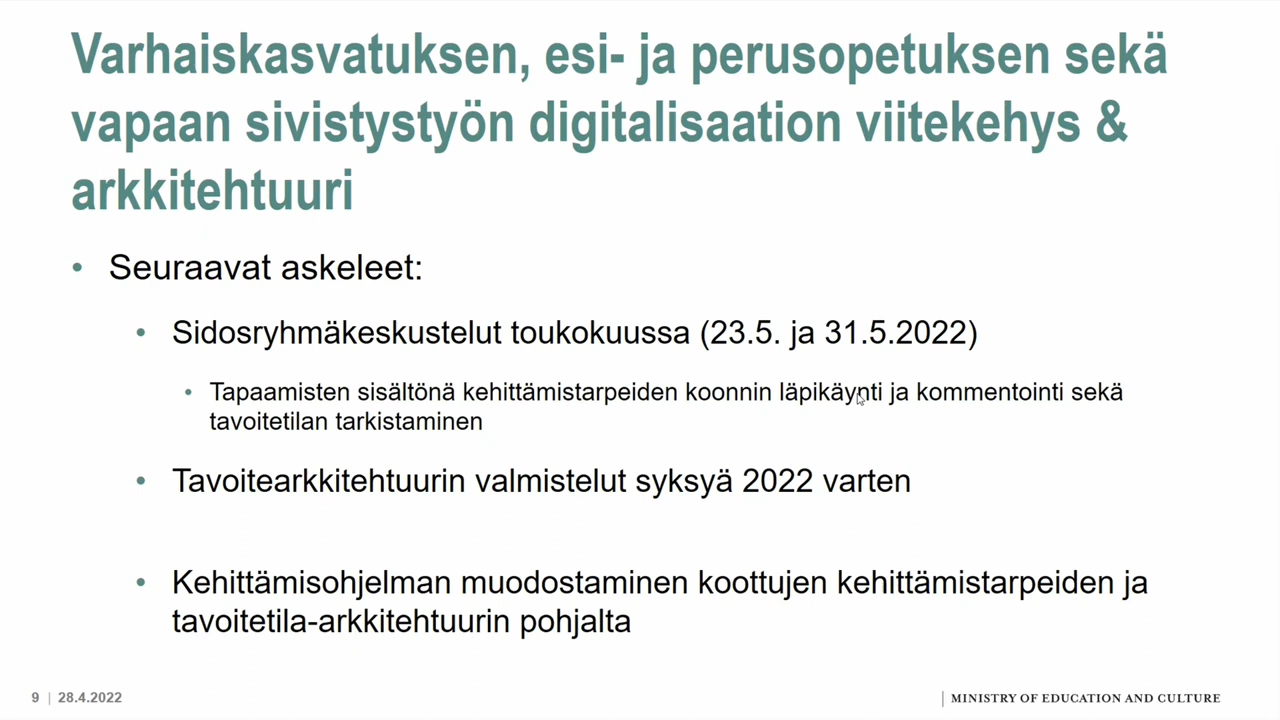 Varhaiskasvatuksen, esi- ja perusopetuksen sekä
vapaan sivistystyön digitalisaation viitekehys &
arkkitehtuuri
• Seuraavat askeleet:
• Sidosryhmäkeskustelut toukokuussa (23.5. ja 31.5.2022)
• Tapaamisten sisältönä kehittämistarpeiden koonnin läpikäynti ja kommentointi sekä
tavoitetilan tarkistaminen
• Tavoitearkkitehtuurin valmistelut syksyä 2022 varten
• Kehittämisohjelman muodostaminen koottujen kehittämistarpeiden ja
tavoitetila-arkkitehtuurin pohjalta
9 | 28.4.2022
| MINISTRY OF EDUCATION AND CULTURE